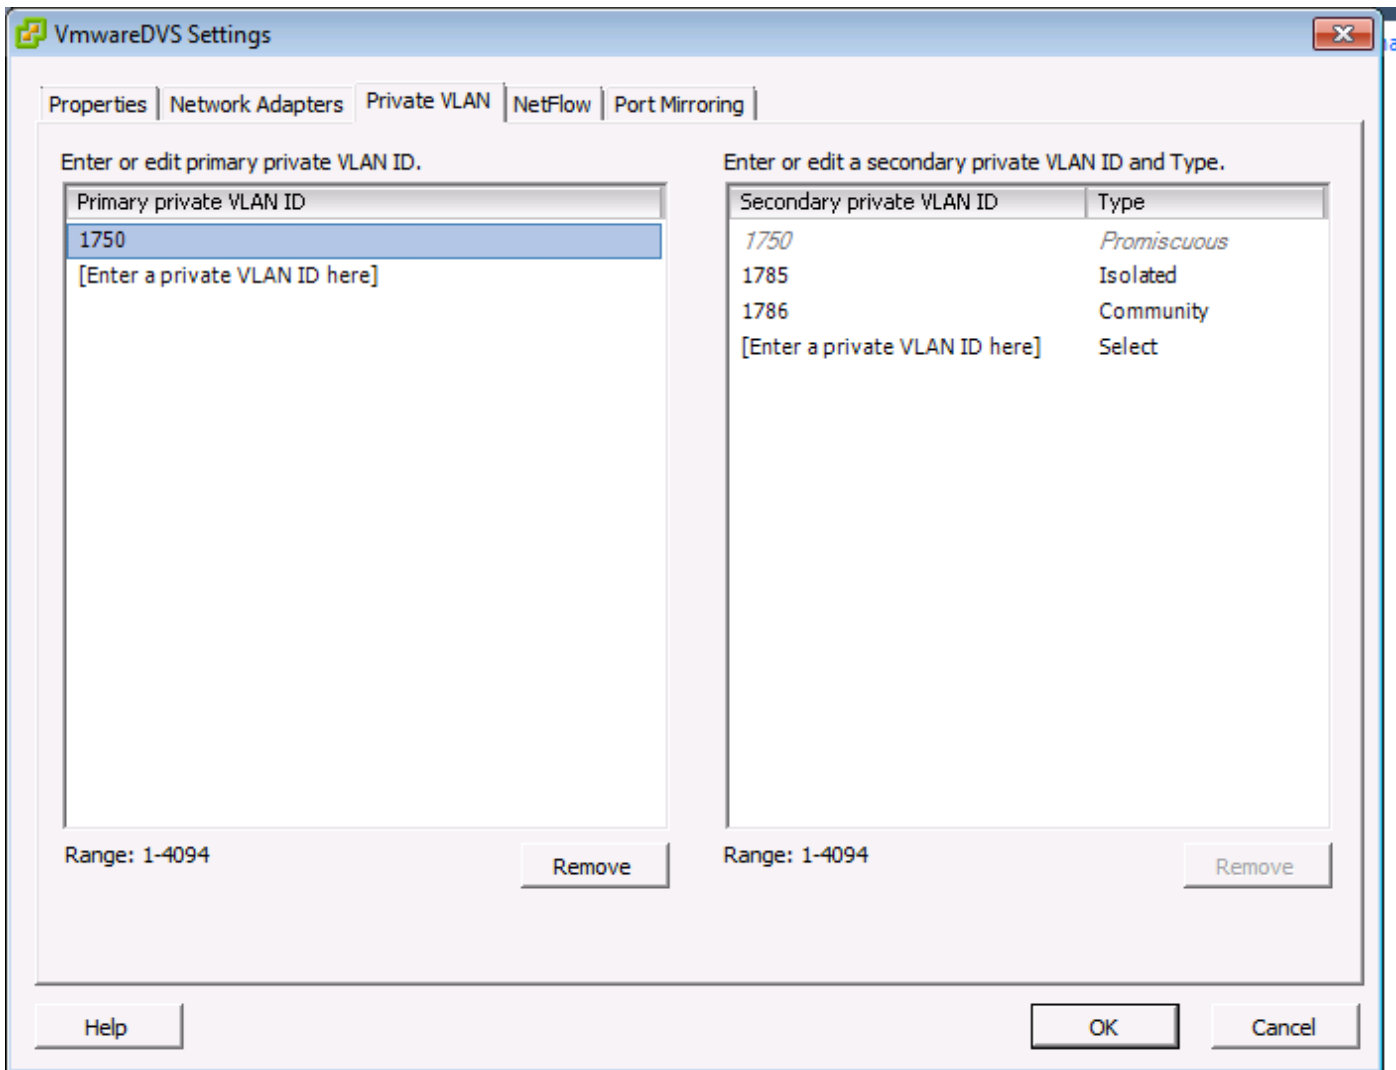 VmwareDVS Settings
Properties
Network Adapters
Private VLAN
NetFlow
Port Mirroring
Enter or edit primary private VLAN ID.
Primary private VLAN ID
1750
[Enter a private VLAN ID here]
Range: 1-4094
Remove
Enter or edit a secondary private VLAN ID and Type.
Secondary private VLAN ID Type
1750 Promiscuous
1785 Isolated
1786 Community
[Enter a private VLAN ID here] Select
Range: 1-4094
Remove
Help
OK
Cancel